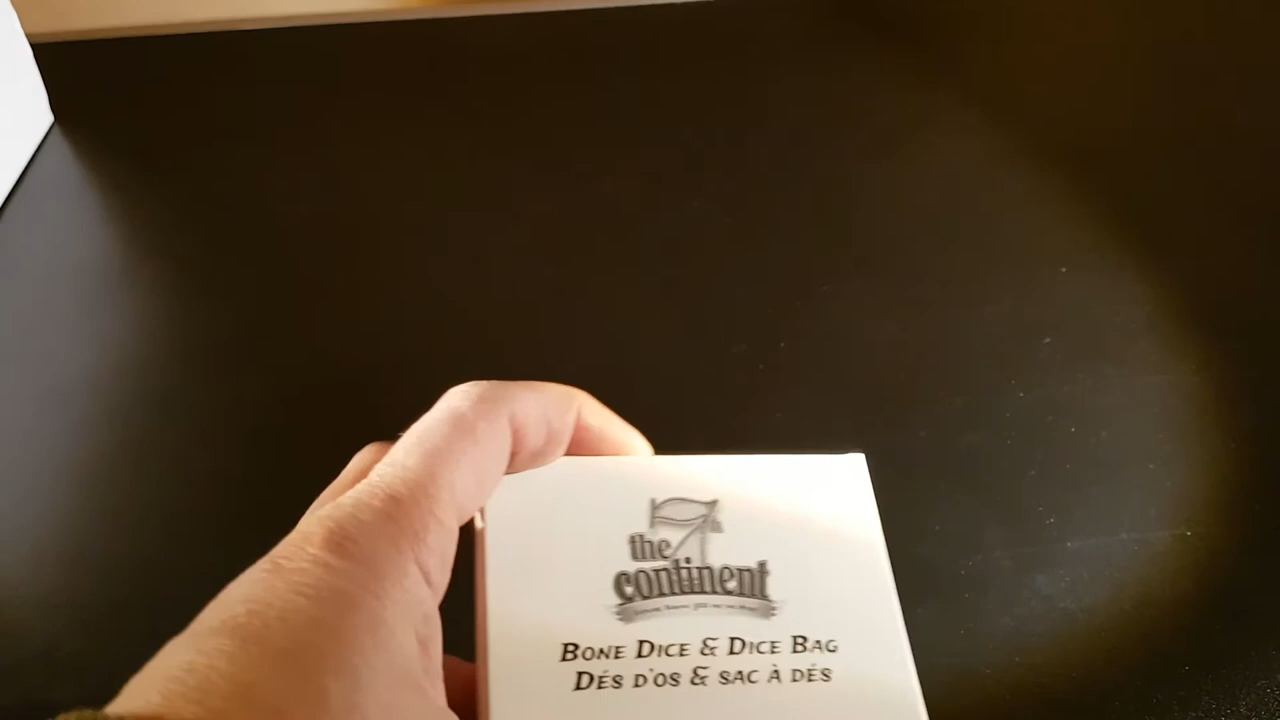 the 7
continent
BONE DICE & DICE BAG
DÉS D'OS & SAC À DÉS